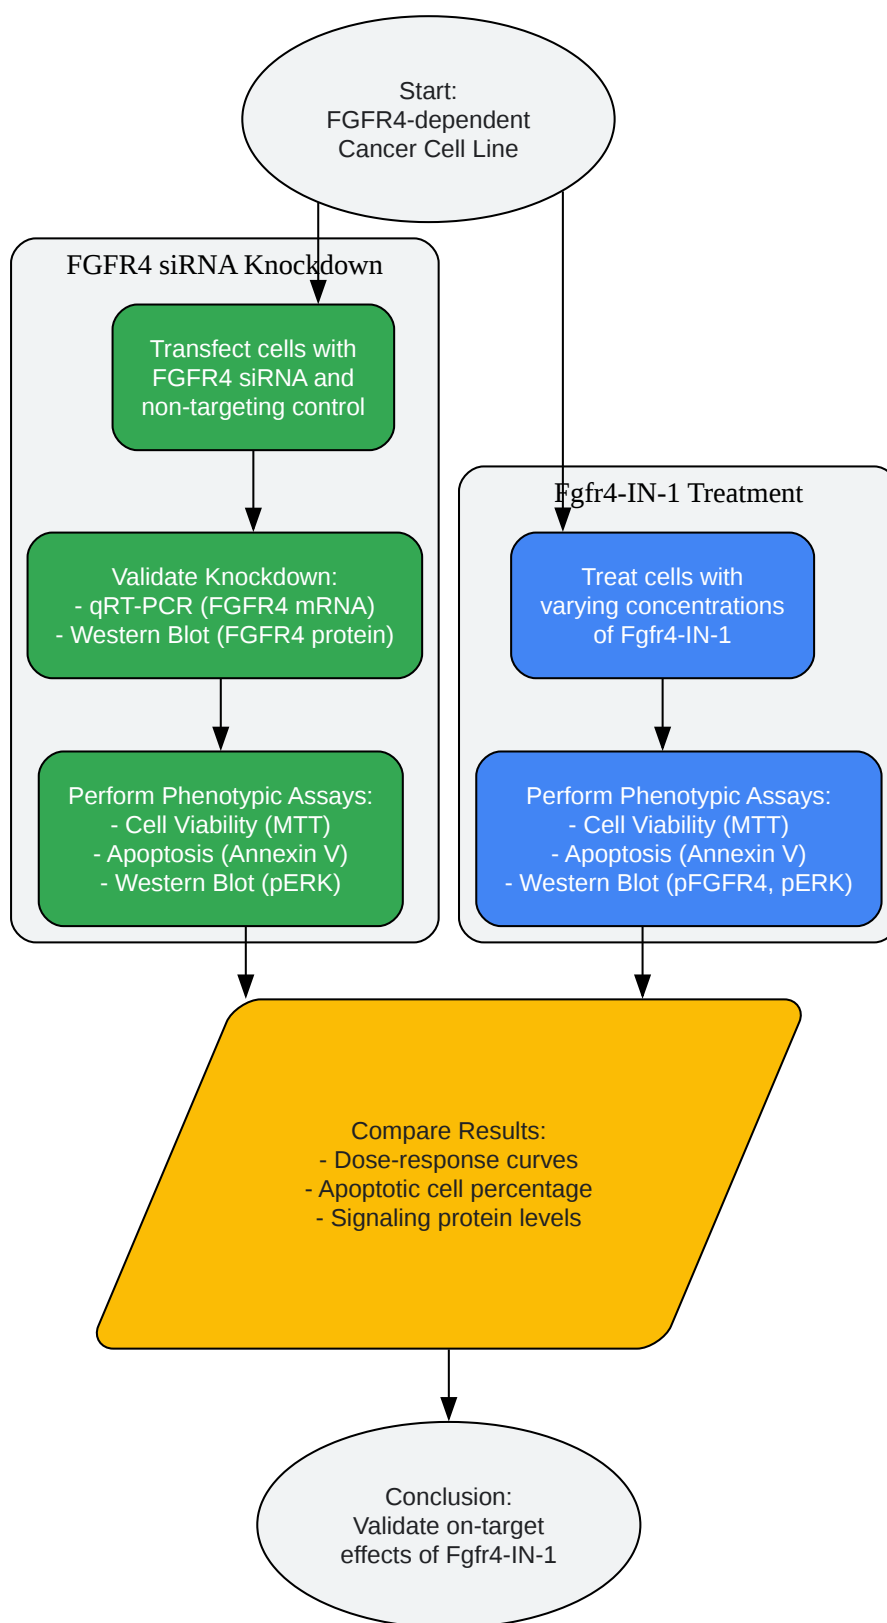 Start:
FGFR4-dependent
Cancer Cell Line
FGFR4 siRNA Knockdown
Transfect cells with
FGFR4 siRNA and
non-targeting control
Validate Knockdown:
- qRT-PCR (FGFR4 mRNA)
- Western Blot (FGFR4 protein)
Perform Phenotypic Assays:
- Cell Viability (MTT)
- Apoptosis (Annexin V)
- Western Blot (pERK)
Fgfr4-IN-1 Treatment
Treat cells with
varying concentrations
of Fgfr4-IN-1
Perform Phenotypic Assays:
- Cell Viability (MTT)
- Apoptosis (Annexin V)
- Western Blot (pFGFR4, pERK)
Compare Results:
- Dose-response curves
- Apoptotic cell percentage
- Signaling protein levels
Conclusion:
Validate on-target
effects of Fgfr4-IN-1